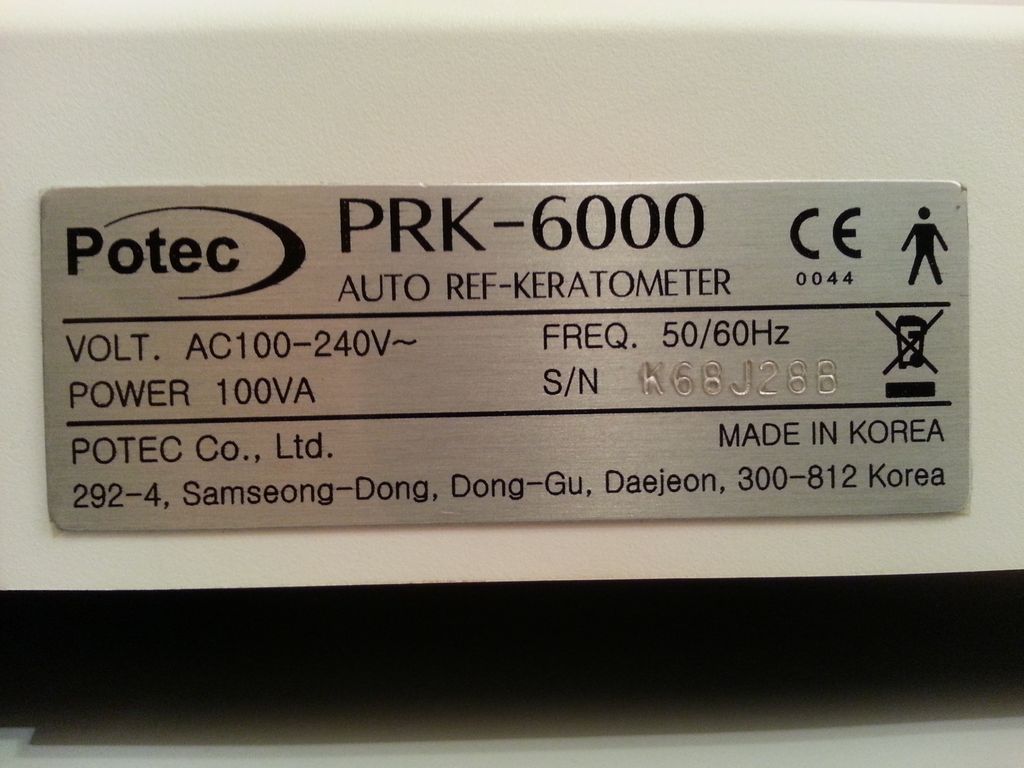 Potec
PRK-6000
AUTO REF-KERATOMETER
CE
0044
VOLT. AC100-240V~
FREQ. 50/60Hz
POWER 100VA
S/N K68J28B
POTEC Co., Ltd.
MADE IN KOREA
292-4, Samseong-Dong, Dong-Gu, Daejeon, 300-812 Korea